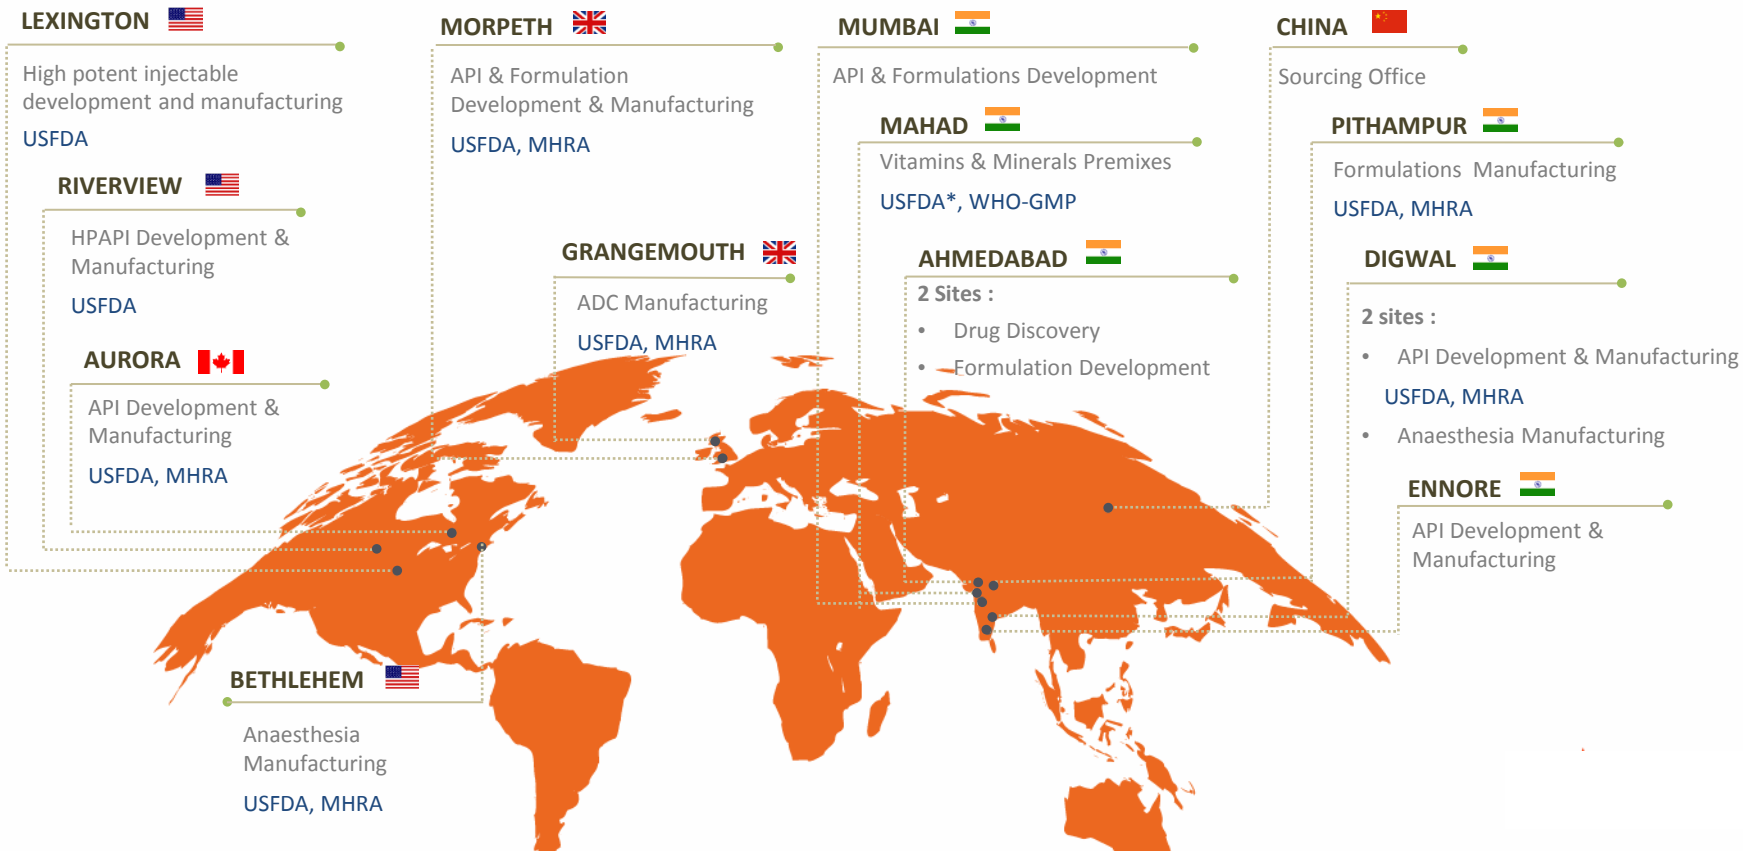 LEXINGTON
High potent injectable
development and manufacturing
USFDA
RIVERVIEW
HPAPI Development &
Manufacturing
USFDA
AURORA
API Development &
Manufacturing
USFDA, MHRA
BETHLEHEM
Anaesthesia
Manufacturing
USFDA, MHRA
MORPETH
API & Formulation
Development & Manufacturing
USFDA, MHRA
GRANGEMOUTH
ADC Manufacturing
USFDA, MHRA
MUMBAI
API & Formulations Development
MAHAD
Vitamins & Minerals Premixes
USFDA*, WHO-GMP
AHMEDABAD
2 Sites :
• Drug Discovery
• Formulation Development
CHINA
Sourcing Office
PITHAMPUR
Formulations Manufacturing
USFDA, MHRA
DIGWAL
2 sites :
• API Development & Manufacturing
USFDA, MHRA
• Anaesthesia Manufacturing
ENNORE
API Development &
Manufacturing